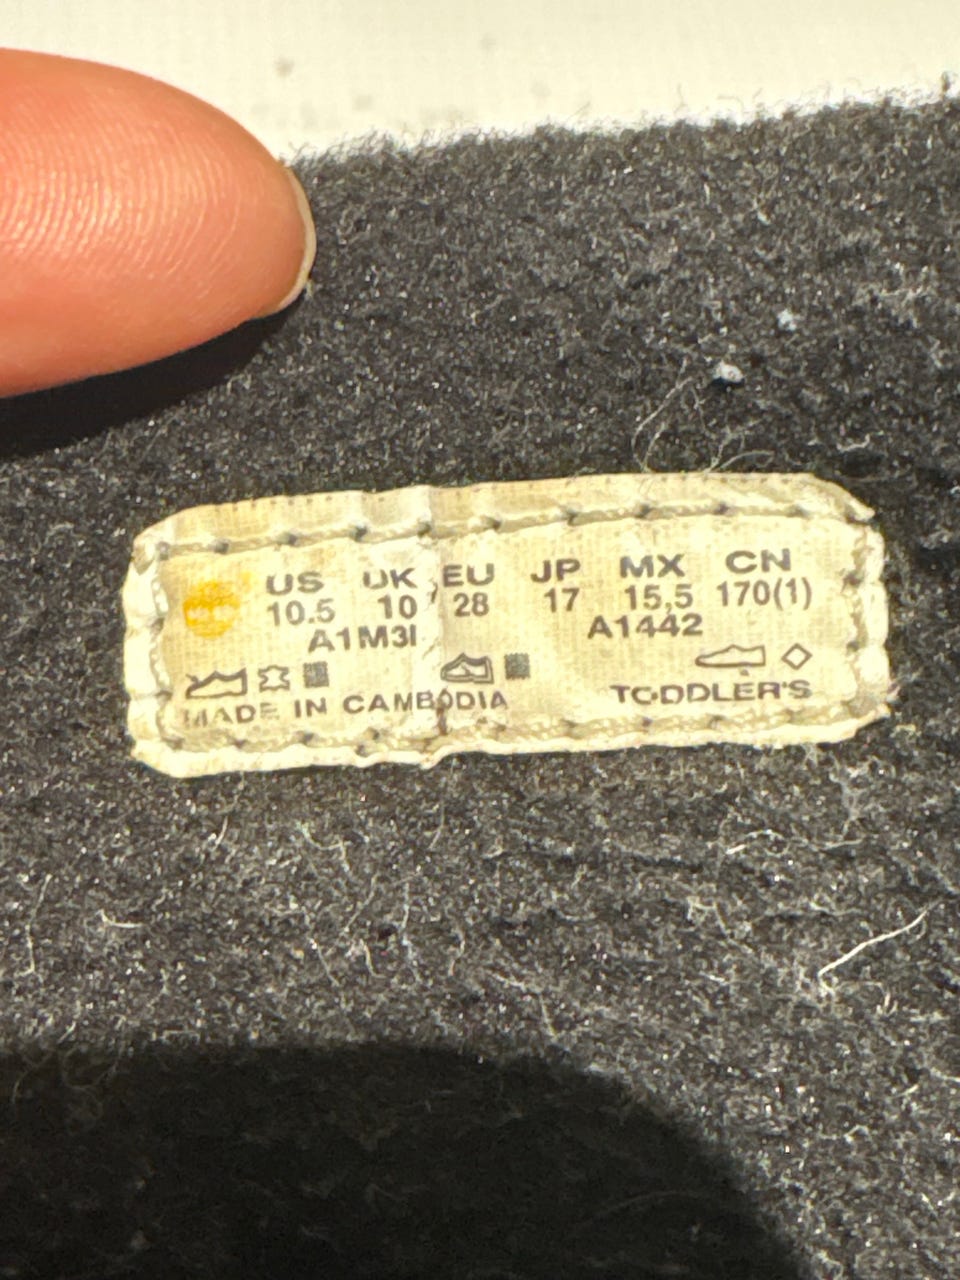 US UK EU JP MX CN
10.5 10 28 17 15,5 170(1)
A1M3I A1442
MADE IN CAMBODIA TODDLER'S